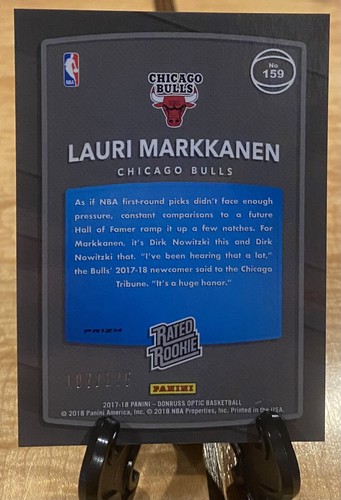 NBA
CHICAGO
BULLS
No
159
LAURI MARKKANEN
CHICAGO BULLS
As if NBA first-round picks didn't face enough
pressure, constant comparisons to a future
Hall of Famer ramp it up a few notches. For
Markkanen, it's Dirk Nowitzki this and Dirk
Nowitzki that. "I've been hearing that a lot,"
the Bulls' 2017-18 newcomer said to the Chicago
Tribune. "It's a huge honor."
PRIZM
RATED
ROOKIE
PANINI
2017-18 PANINI – DONRUSS OPTIC BASKETBALL
© 2018 Panini America, Inc. © 2018 NBA Properties, Inc. Printed in the USA.